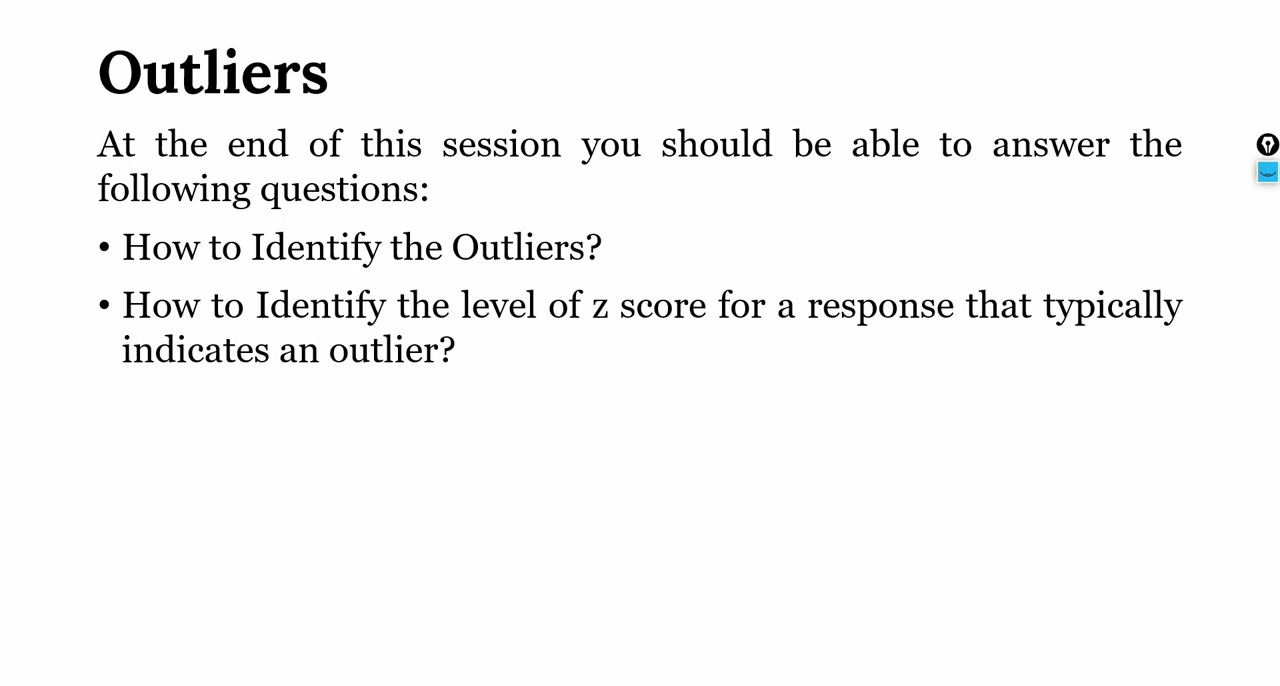 Outliers
At the end of this session you should be able to answer the
following questions:
• How to Identify the Outliers?
• How to Identify the level of z score for a response that typically
indicates an outlier?